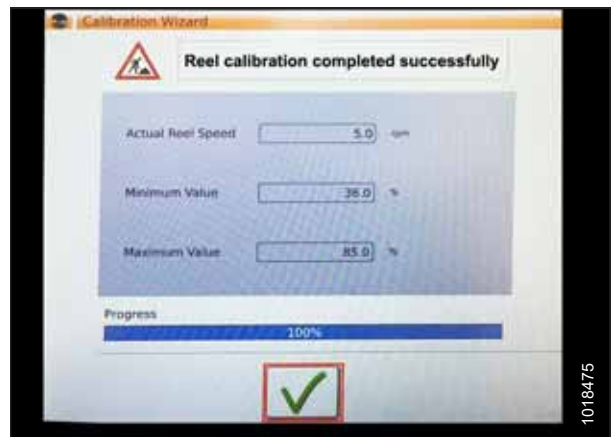 Calibration Wizard
Reel calibration completed successfully
Actual Reel Speed 5.0 rpm
Minimum Value 36.0 %
Maximum Value 85.0 %
Progress
100%
1018475